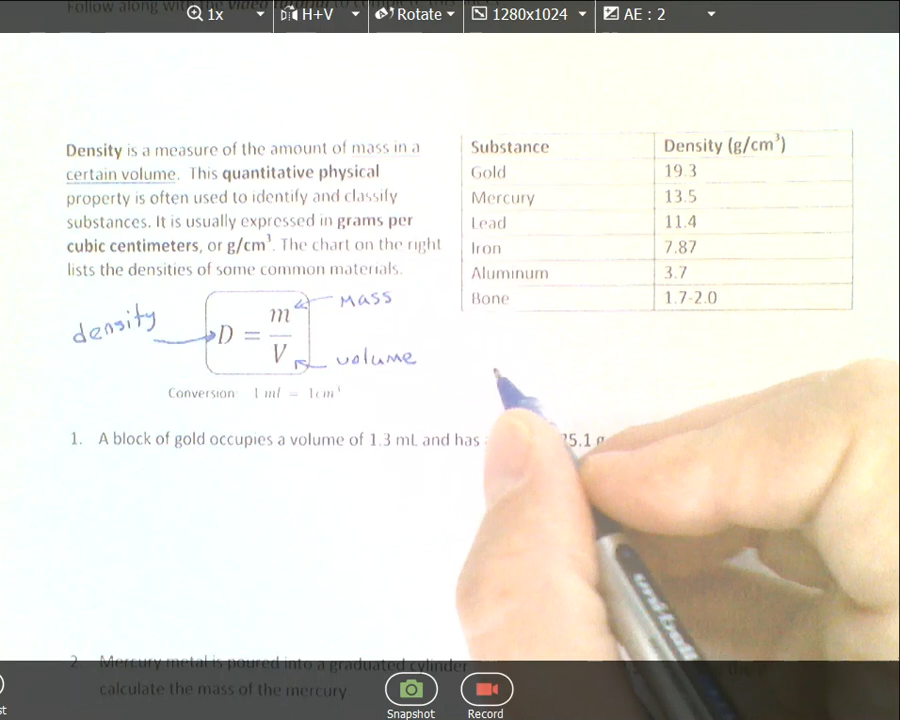 1x H+V Rotate 1280x1024 AE : 2
Density is a measure of the amount of mass in a
certain volume. This quantitative physical
property is often used to identify and classify
substances. It is usually expressed in grams per
cubic centimeters, or g/cm³. The chart on the right
lists the densities of some common materials.
Substance Density (g/cm³)
Gold 19.3
Mercury 13.5
Lead 11.4
Iron 7.87
Aluminum 3.7
Bone 1.7-2.0
density
D = m/V
mass
volume
Conversion: 1 ml = 1cm³
1. A block of gold occupies a volume of 1.3 mL and has 25.1 g
2. Mercury metal is poured into a graduated cylinder
calculate the mass of the mercury
Snapshot Record
uni-ball